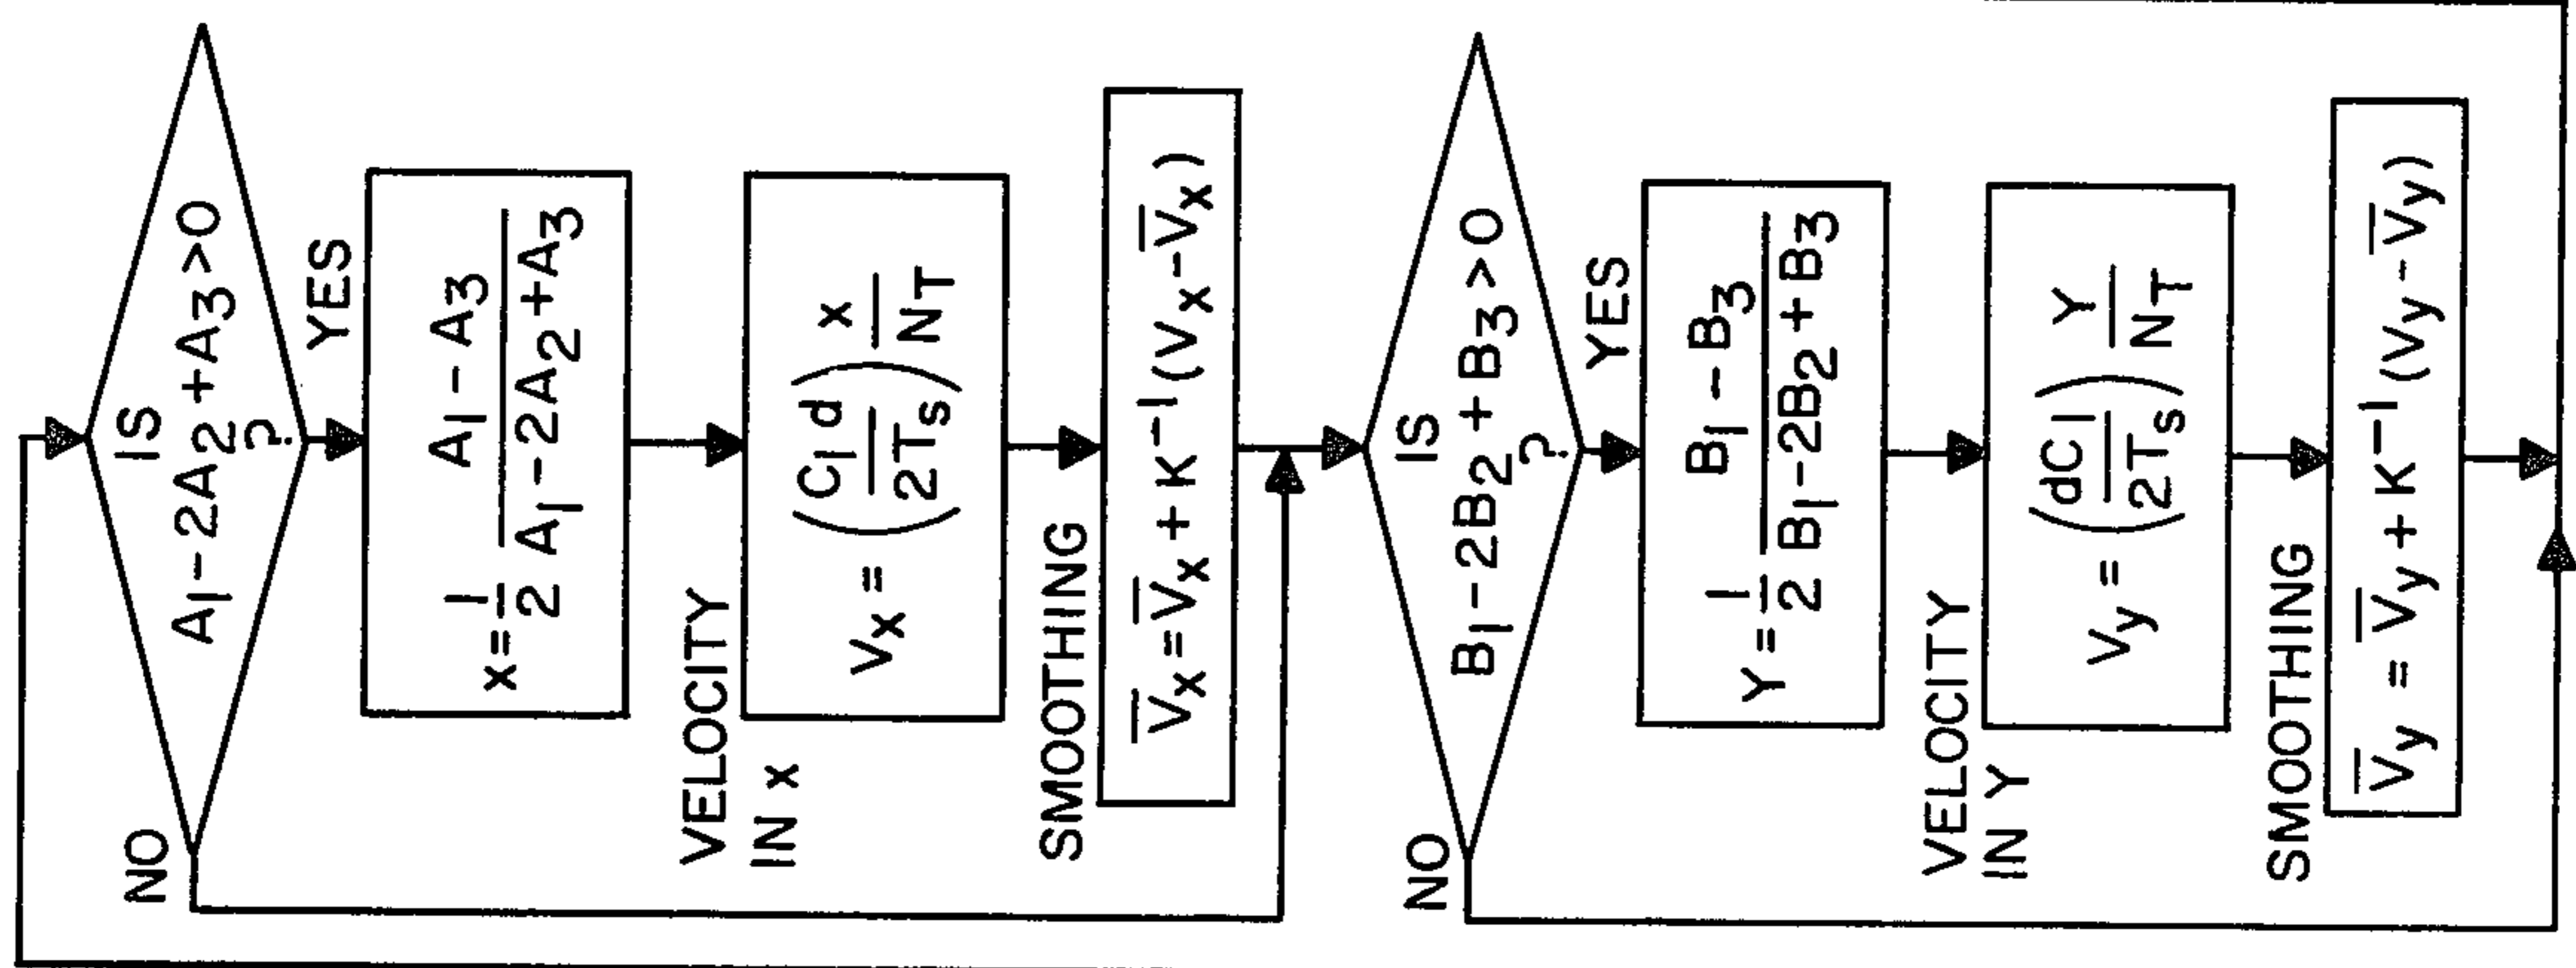 IS
A₁-2A₂+A₃>0
?
NO
YES
x=1/2 (A₁-A₃)/(A₁-2A₂+A₃)
VELOCITY
IN x
Vx = (C₁d/2Ts) x/NT
SMOOTHING
V̅x=V̅x+K⁻¹(Vx-V̅x)
IS
B₁-2B₂+B₃>0
?
NO
YES
Y=1/2 (B₁-B₃)/(B₁-2B₂+B₃)
VELOCITY
IN Y
Vy = (dC₁/2Ts) Y/NT
SMOOTHING
V̅y = V̅y+K⁻¹(Vy-V̅y)